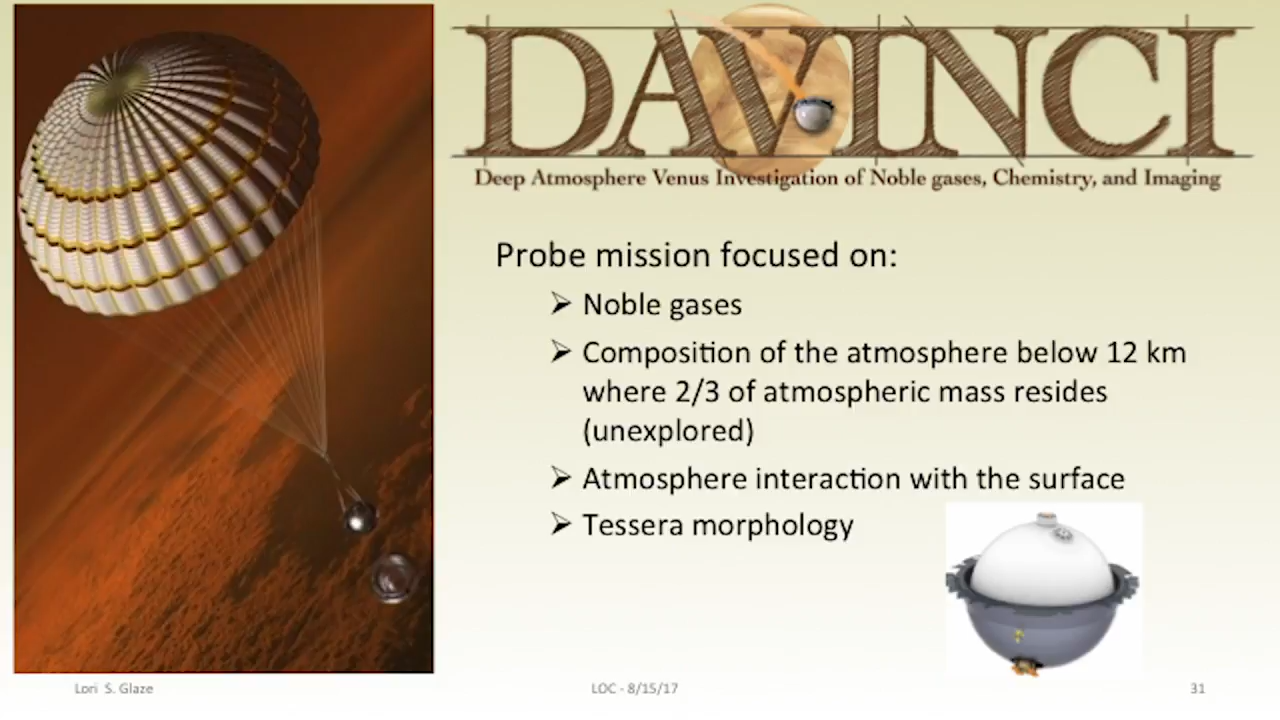 DAVINCI
Deep Atmosphere Venus Investigation of Noble gases, Chemistry, and Imaging
Probe mission focused on:
➢ Noble gases
➢ Composition of the atmosphere below 12 km
where 2/3 of atmospheric mass resides
(unexplored)
➢ Atmosphere interaction with the surface
➢ Tessera morphology
Lori S. Glaze
LOC - 8/15/17
31